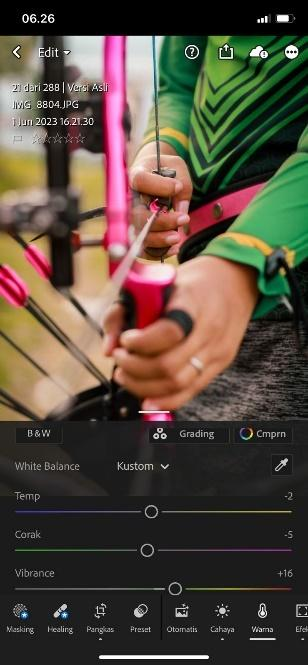 06.26
Edit
21 dari 288 | Versi Asli
IMG_8804.JPG
1 Jun 2023 16.21.30
B&W
Grading
Cmprn
White Balance
Kustom
Temp
-2
Corak
-5
Vibrance
+16
Masking
Healing
Pangkas
Preset
Otomatis
Cahaya
Warna
Efek